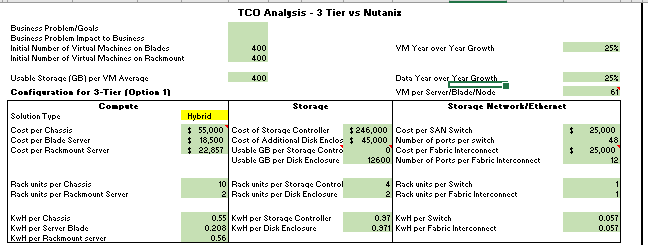 TCO Analysis - 3 Tier vs Nutanix
Business Problem/Goals
Business Problem Impact to Business
Initial Number of Virtual Machines on Blades 400 VM Year over Year Growth 25%
Initial Number of Virtual Machines on Rackmount 400
Usable Storage (GB) per VM Average 400 Data Year over Year Growth 25%
Configuration for 3-Tier (Option 1) VM per Server/Blade/Node 61
Compute Storage Storage Network/Ethernet
Solution Type Hybrid
Cost per Chassis $ 55,000 Cost of Storage Controller $ 246,000 Cost per SAN Switch $ 25,000
Cost per Blade Server $ 18,500 Cost of Additional Disk Enclos $ 45,000 Number of ports per switch 48
Cost per Rackmount Server $ 22,857 Usable GB per Storage Contr 0 Cost per Fabric Interconnect $ 25,000
Usable GB per Disk Enclosure 12600 Number of Ports per Fabric Interconnect 12
Rack units per Chassis 10 Rack units per Storage Control 4 Rack units per Switch 1
Rack units per Rackmount Server 2 Rack units per Disk Enclosure 2 Rack units per Fabric Interconnect 1
KwH per Chassis 0.55 KwH per Storage Controller 0.97 KwH per Switch 0.057
KwH per Server Blade 0.208 KwH per Disk Enclosure 0.971 KwH per Fabric Interconnect 0.057
KwH per Rackmount server 0.56